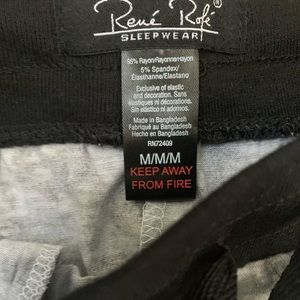 René Rofé ®
SLEEPWEAR
95% Rayon/Rayonne/rayon
5% Spandex/
Élasthanne/Elastano
Exclusive of elastic
and decoration. Sans
élastiques ni décorations.
Sin elástico ni decorados
Made in Bangladesh
Fabriqué au Bangladesh
Hecho en Bangladesh
RN72409
M/M/M
KEEP AWAY
FROM FIRE